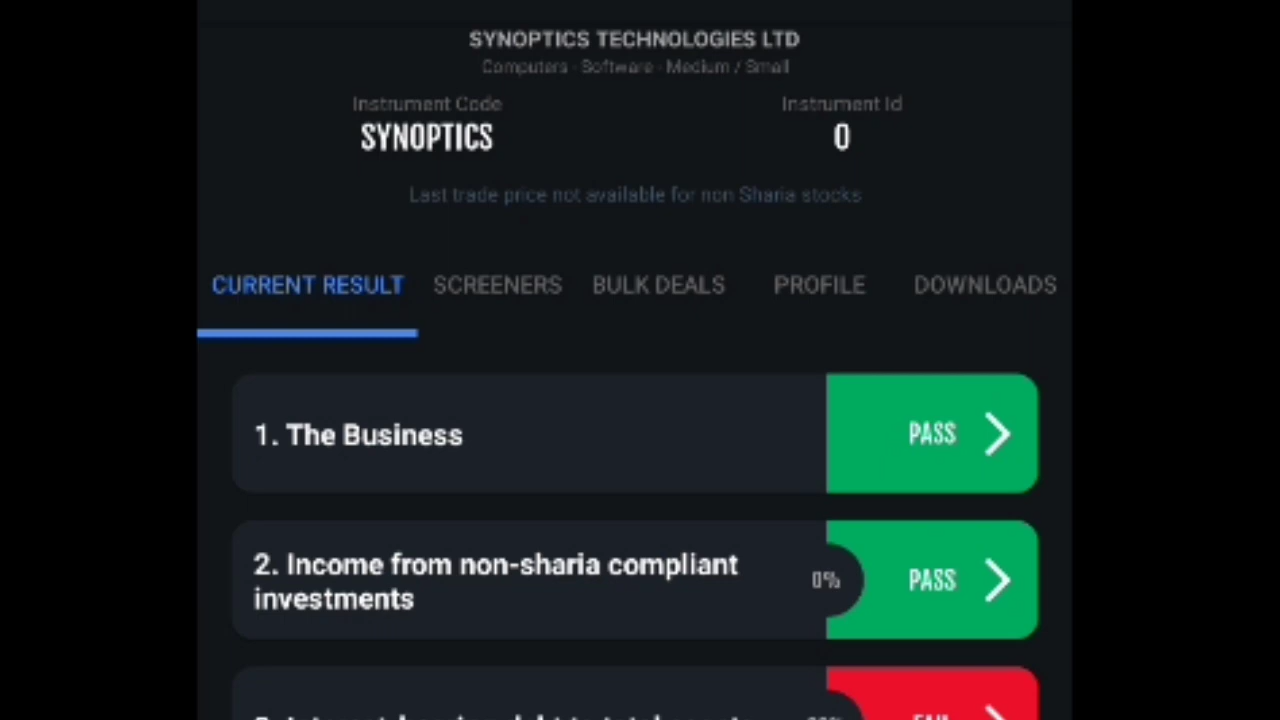 SYNOPTICS TECHNOLOGIES LTD
Computers - Software - Medium / Small
Instrument Code
Instrument Id
SYNOPTICS
0
Last trade price not available for non Sharia stocks
CURRENT RESULT
SCREENERS
BULK DEALS
PROFILE
DOWNLOADS
1. The Business
PASS
2. Income from non-sharia compliant
investments
0%
PASS